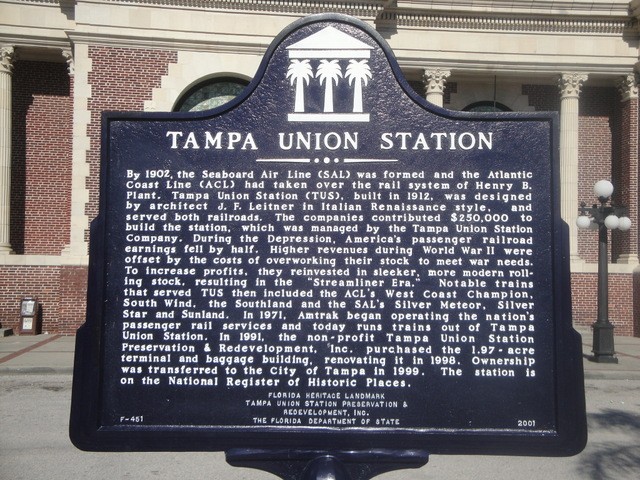 TAMPA UNION STATION
By 1902, the Seaboard Air Line (SAL) was formed and the Atlantic
Coast Line (ACL) had taken over the rail system of Henry B.
Plant. Tampa Union Station (TUS), built in 1912, was designed
by architect J. F. Leitner in Italian Renaissance style, and
served both railroads. The companies contributed $250,000 to
build the station, which was managed by the Tampa Union Station
Company. During the Depression, America's passenger railroad
earnings fell by half. Higher revenues during World War II were
offset by the costs of overworking their stock to meet war needs.
To increase profits, they reinvested in sleeker, more modern roll-
ing stock, resulting in the "Streamliner Era." Notable trains
that served TUS then included the ACL's West Coast Champion,
South Wind, the Southland and the SAL's Silver Meteor, Silver
Star and Sunland. In 1971, Amtrak began operating the nation's
passenger rail services and today runs trains out of Tampa
Union Station. In 1991, the non-profit Tampa Union Station
Preservation & Redevelopment, Inc. purchased the 1.97-acre
terminal and baggage building, renovating it in 1998. Ownership
was transferred to the City of Tampa in 1999. The station is
on the National Register of Historic Places.
FLORIDA HERITAGE LANDMARK
TAMPA UNION STATION PRESERVATION &
REDEVELOPMENT, INC.
THE FLORIDA DEPARTMENT OF STATE
F-461
2001